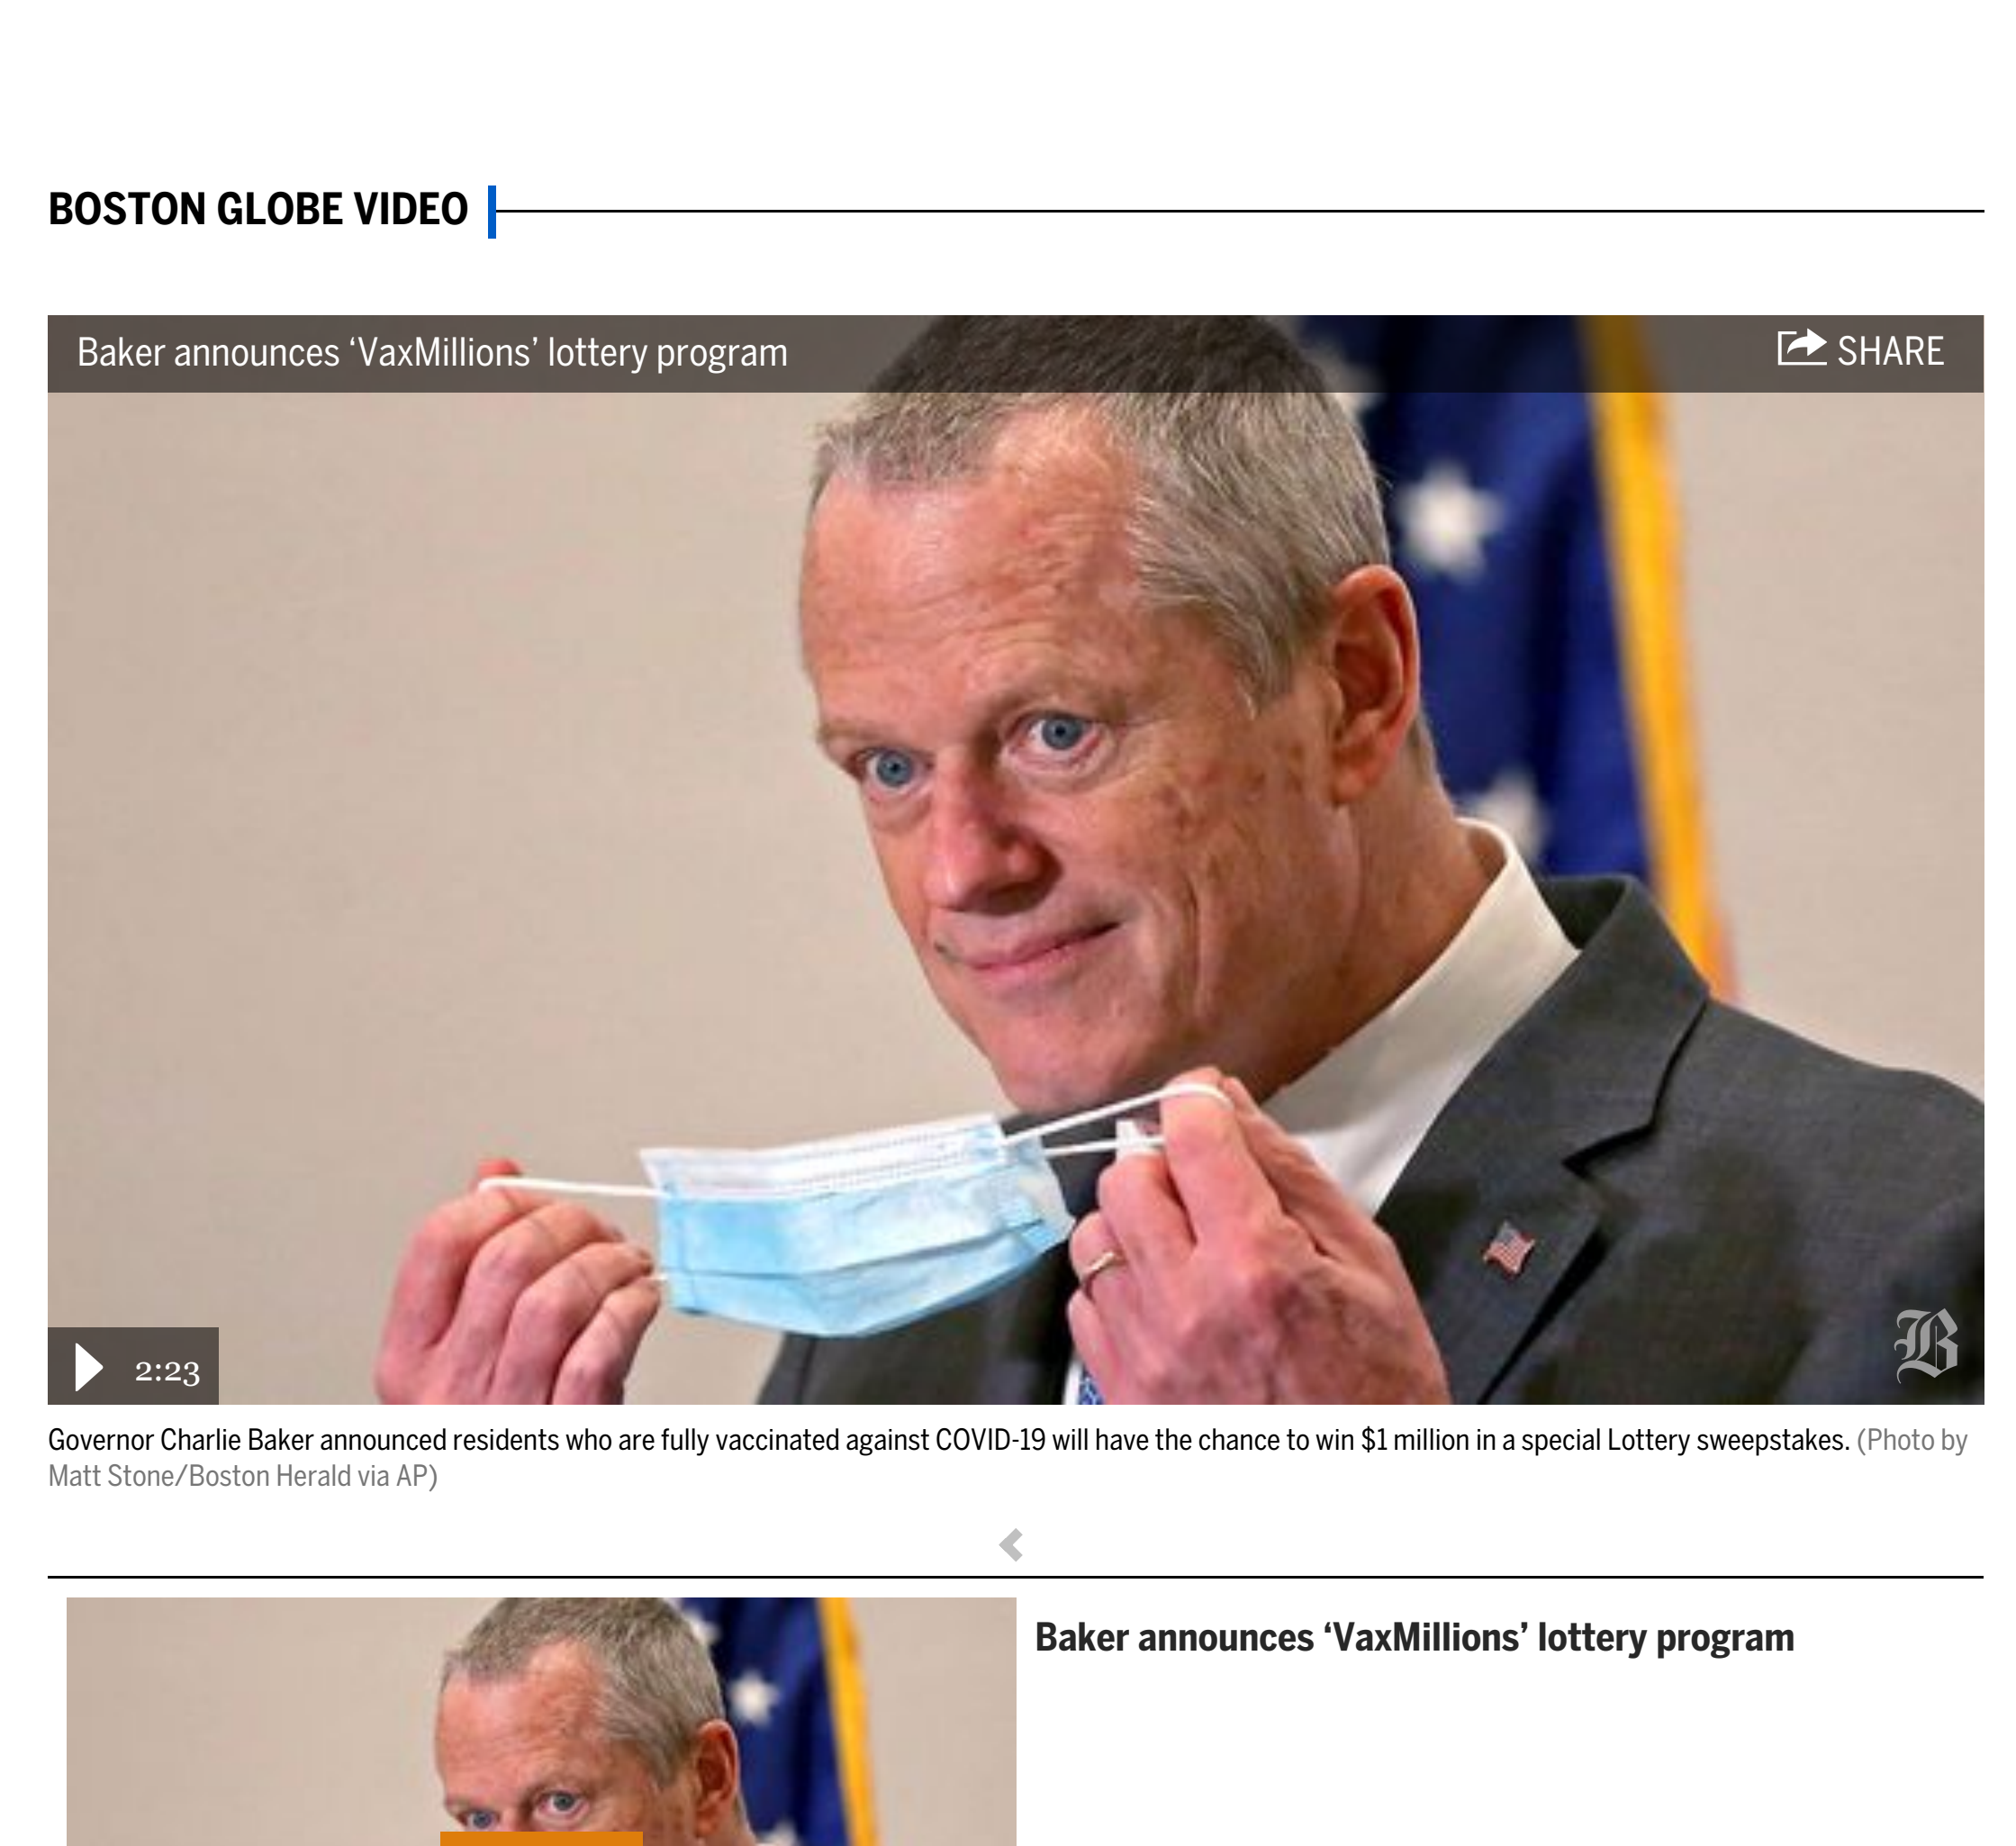 BOSTON GLOBE VIDEO
Baker announces ‘VaxMillions’ lottery program
SHARE
2:23
B
Governor Charlie Baker announced residents who are fully vaccinated against COVID-19 will have the chance to win $1 million in a special Lottery sweepstakes. (Photo by
Matt Stone/Boston Herald via AP)
Baker announces ‘VaxMillions’ lottery program